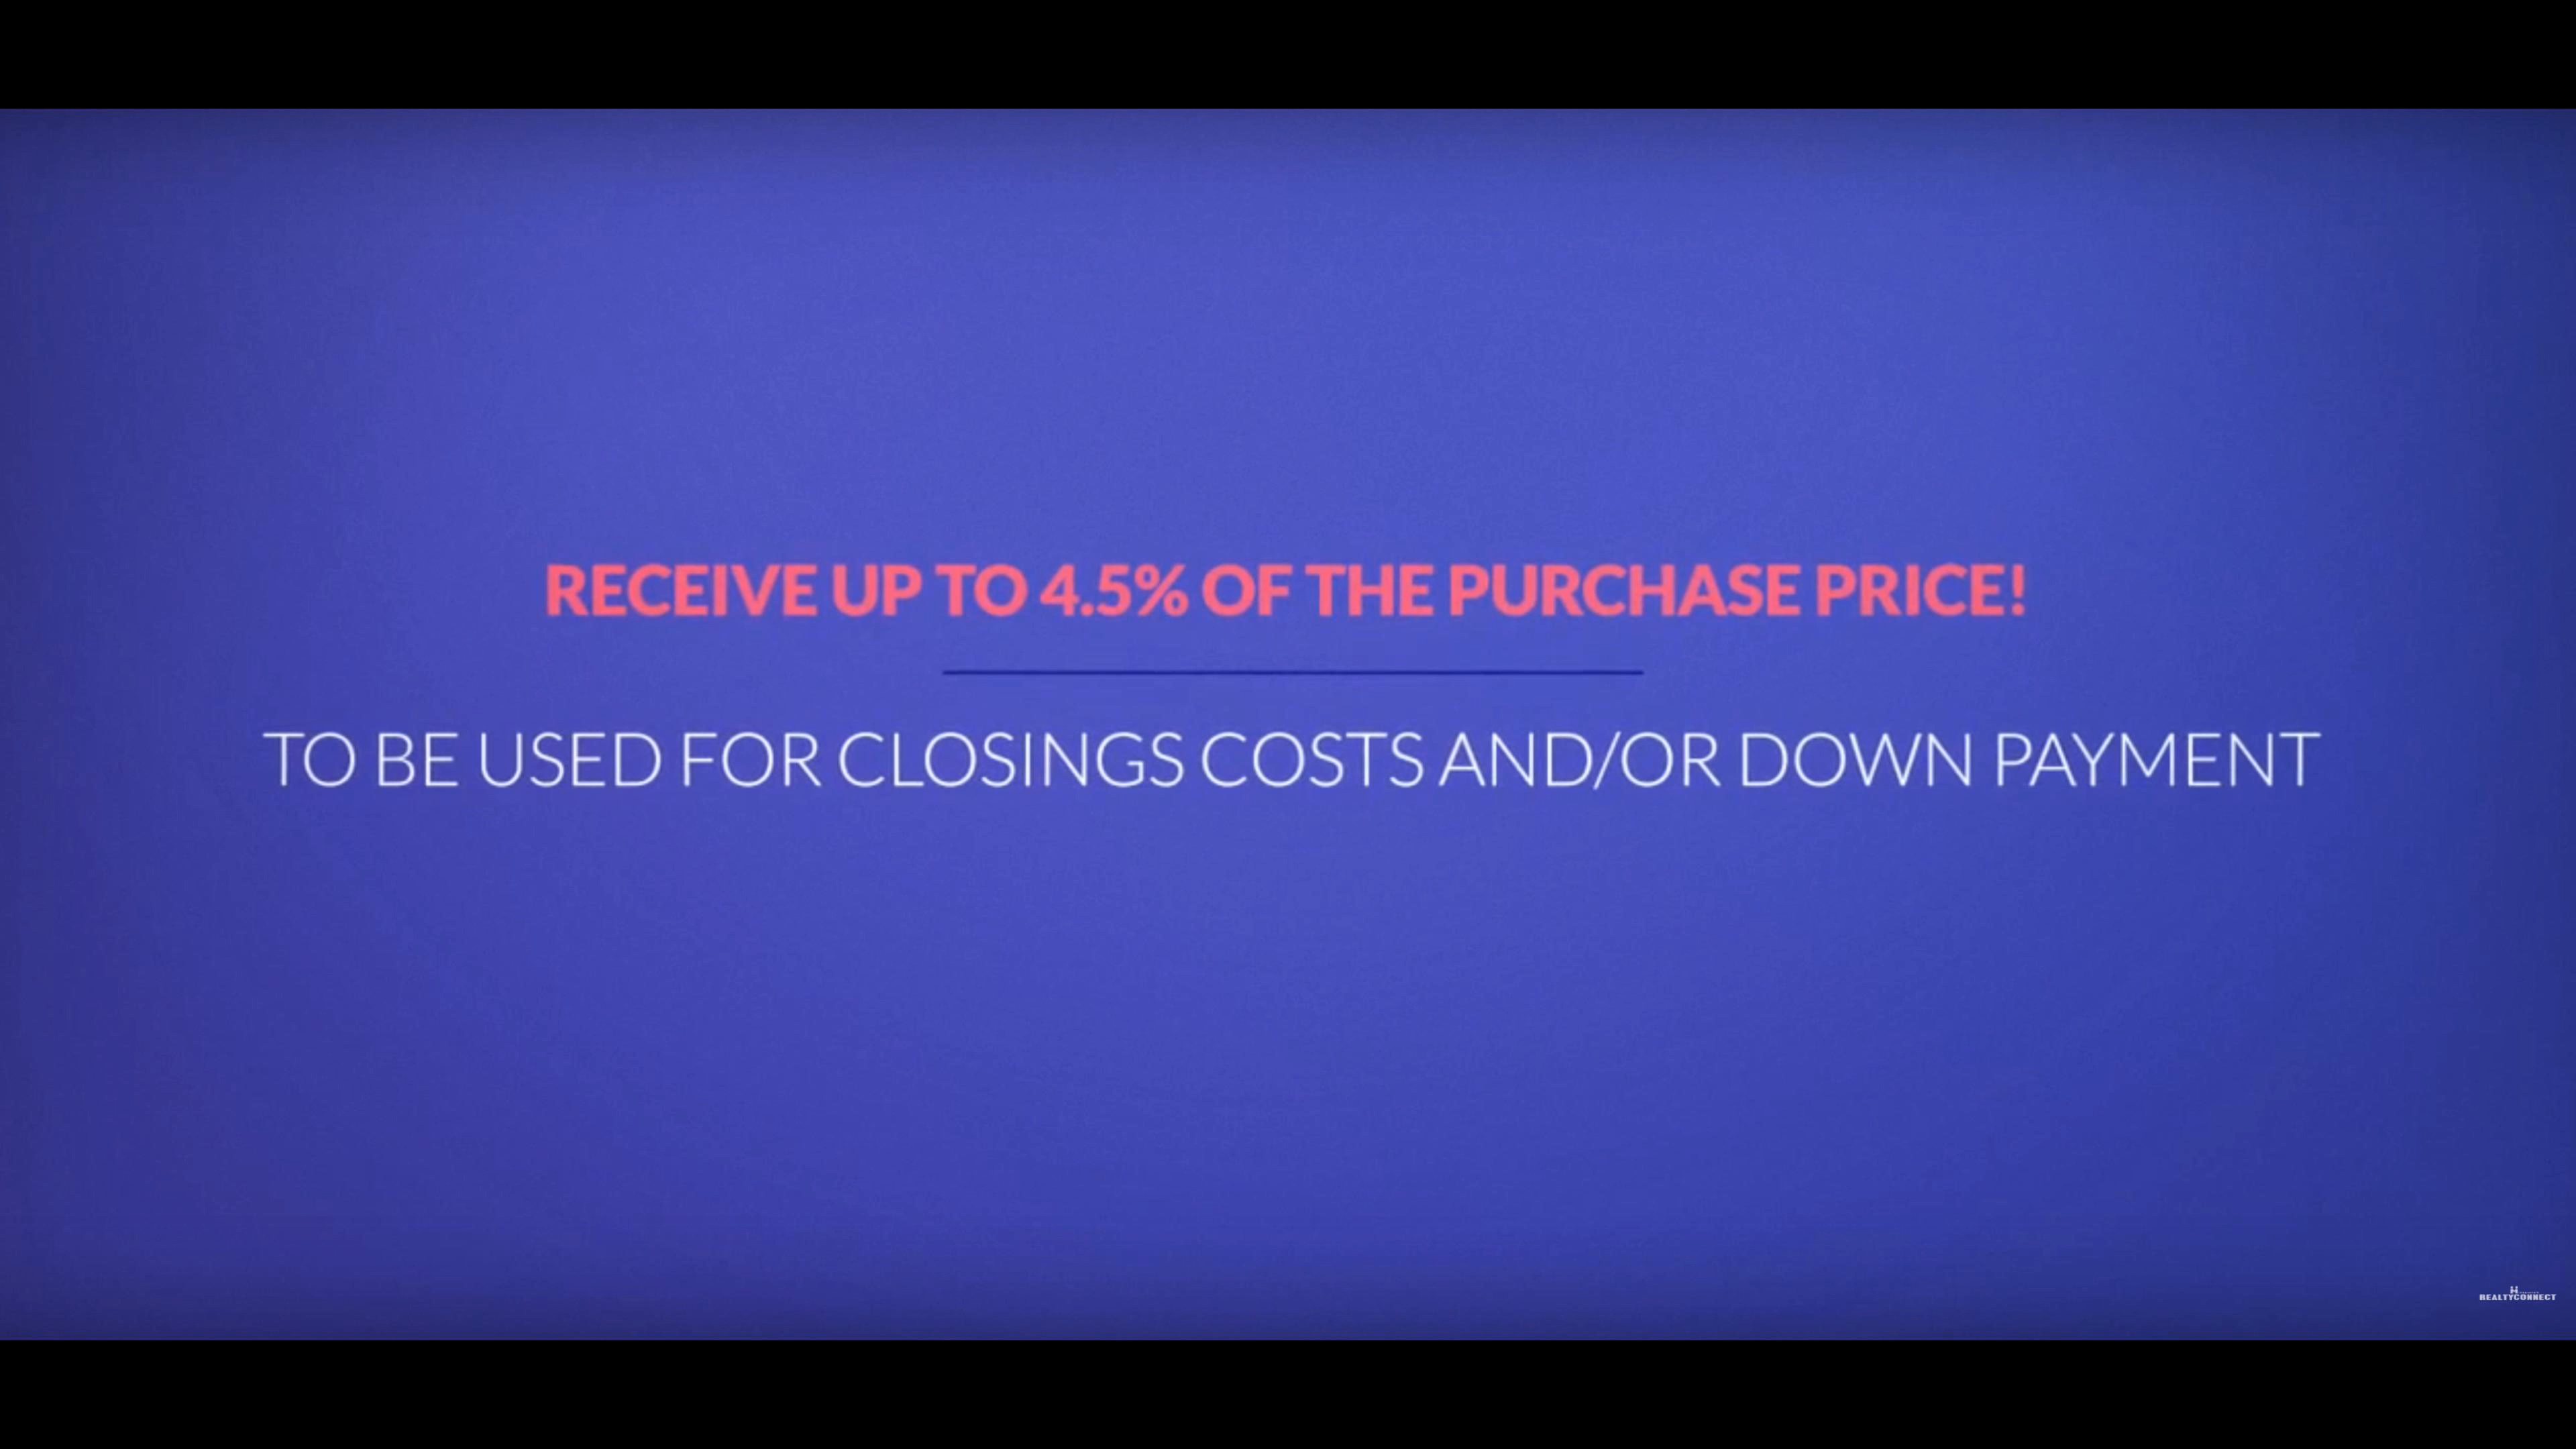 RECEIVE UP TO 4.5% OF THE PURCHASE PRICE!
TO BE USED FOR CLOSINGS COSTS AND/OR DOWN PAYMENT
REALTYCONNECT